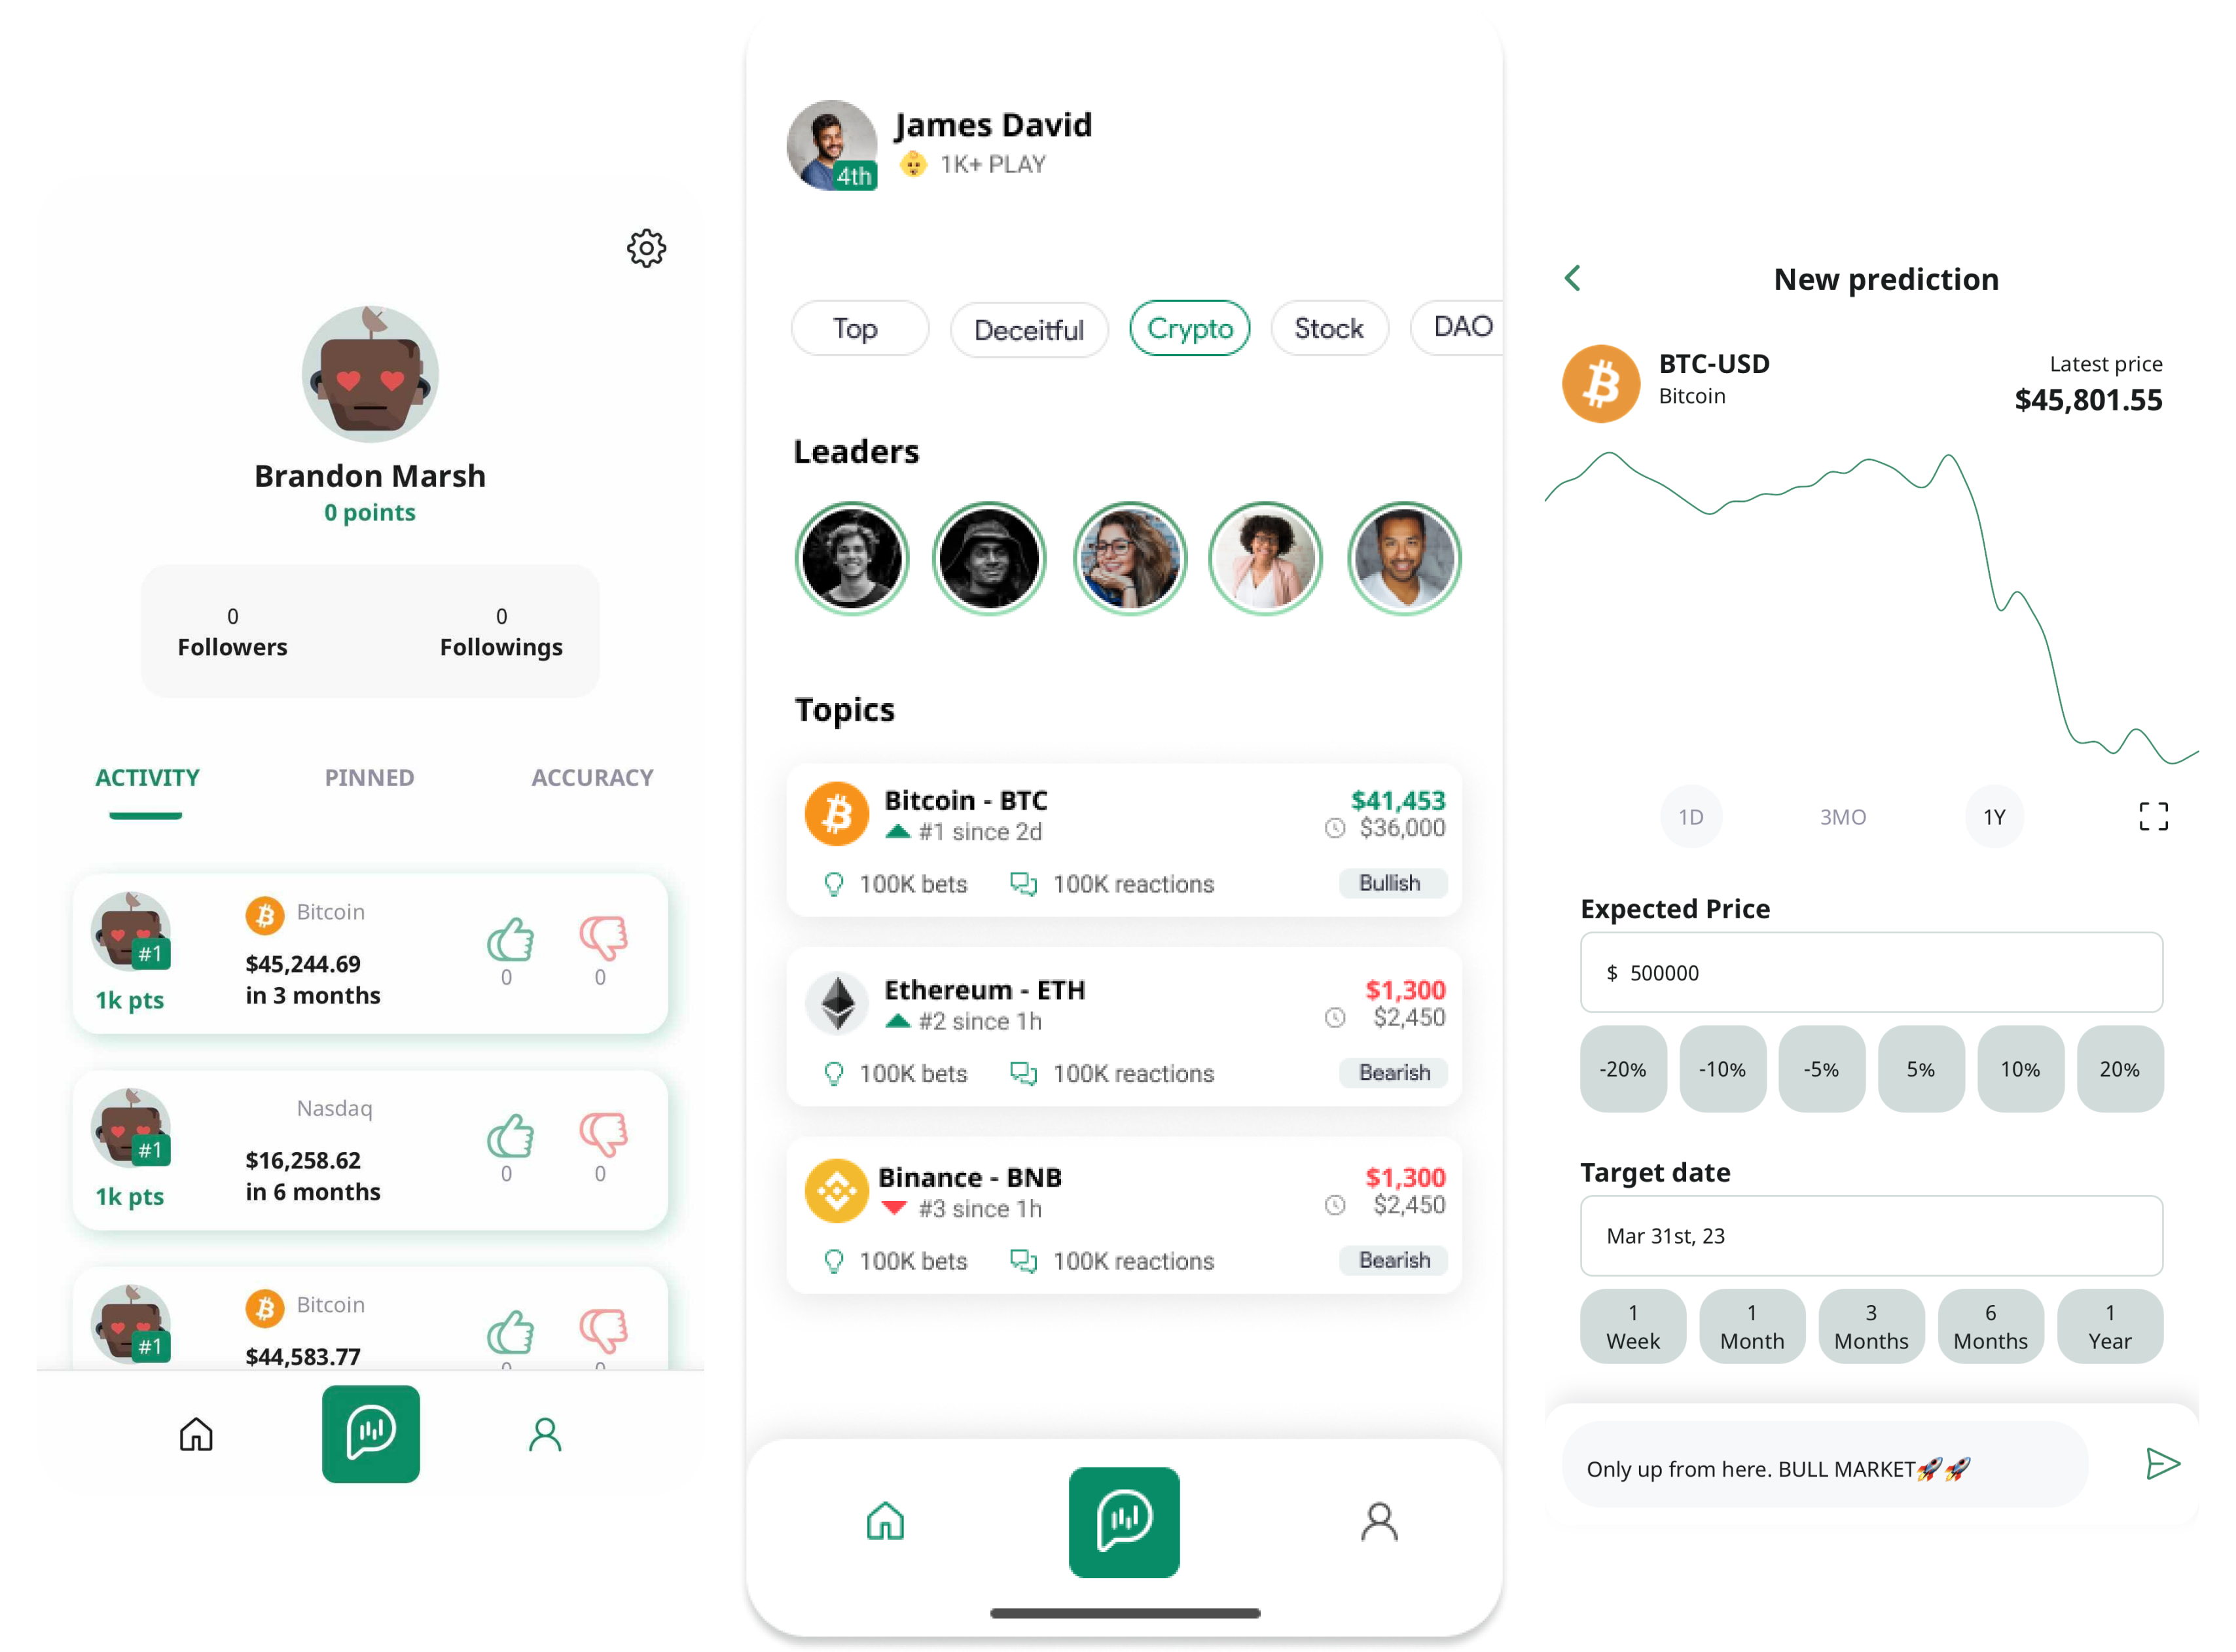 Brandon Marsh
0 points
0
Followers
0
Followings
ACTIVITY
PINNED
ACCURACY
#1
1k pts
Bitcoin
$45,244.69
in 3 months
0
0
#1
1k pts
Nasdaq
$16,258.62
in 6 months
0
0
#1
Bitcoin
$44,583.77
0
0
James David
4th
1K+ PLAY
Top
Deceitful
Crypto
Stock
DAO
Leaders
Topics
Bitcoin - BTC
#1 since 2d
$41,453
$36,000
100K bets
100K reactions
Bullish
Ethereum - ETH
#2 since 1h
$1,300
$2,450
100K bets
100K reactions
Bearish
Binance - BNB
#3 since 1h
$1,300
$2,450
100K bets
100K reactions
Bearish
New prediction
BTC-USD
Bitcoin
Latest price
$45,801.55
1D
3MO
1Y
Expected Price
$ 500000
-20%
-10%
-5%
5%
10%
20%
Target date
Mar 31st, 23
1
Week
1
Month
3
Months
6
Months
1
Year
Only up from here. BULL MARKET🚀🚀